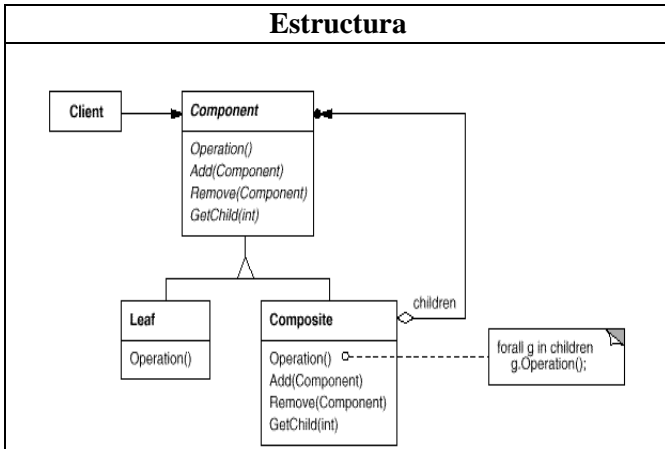 Estructura
Client
Component
Operation()
Add(Component)
Remove(Component)
GetChild(int)
children
Leaf
Operation()
Composite
Operation()
Add(Component)
Remove(Component)
GetChild(int)
forall g in children
g.Operation();